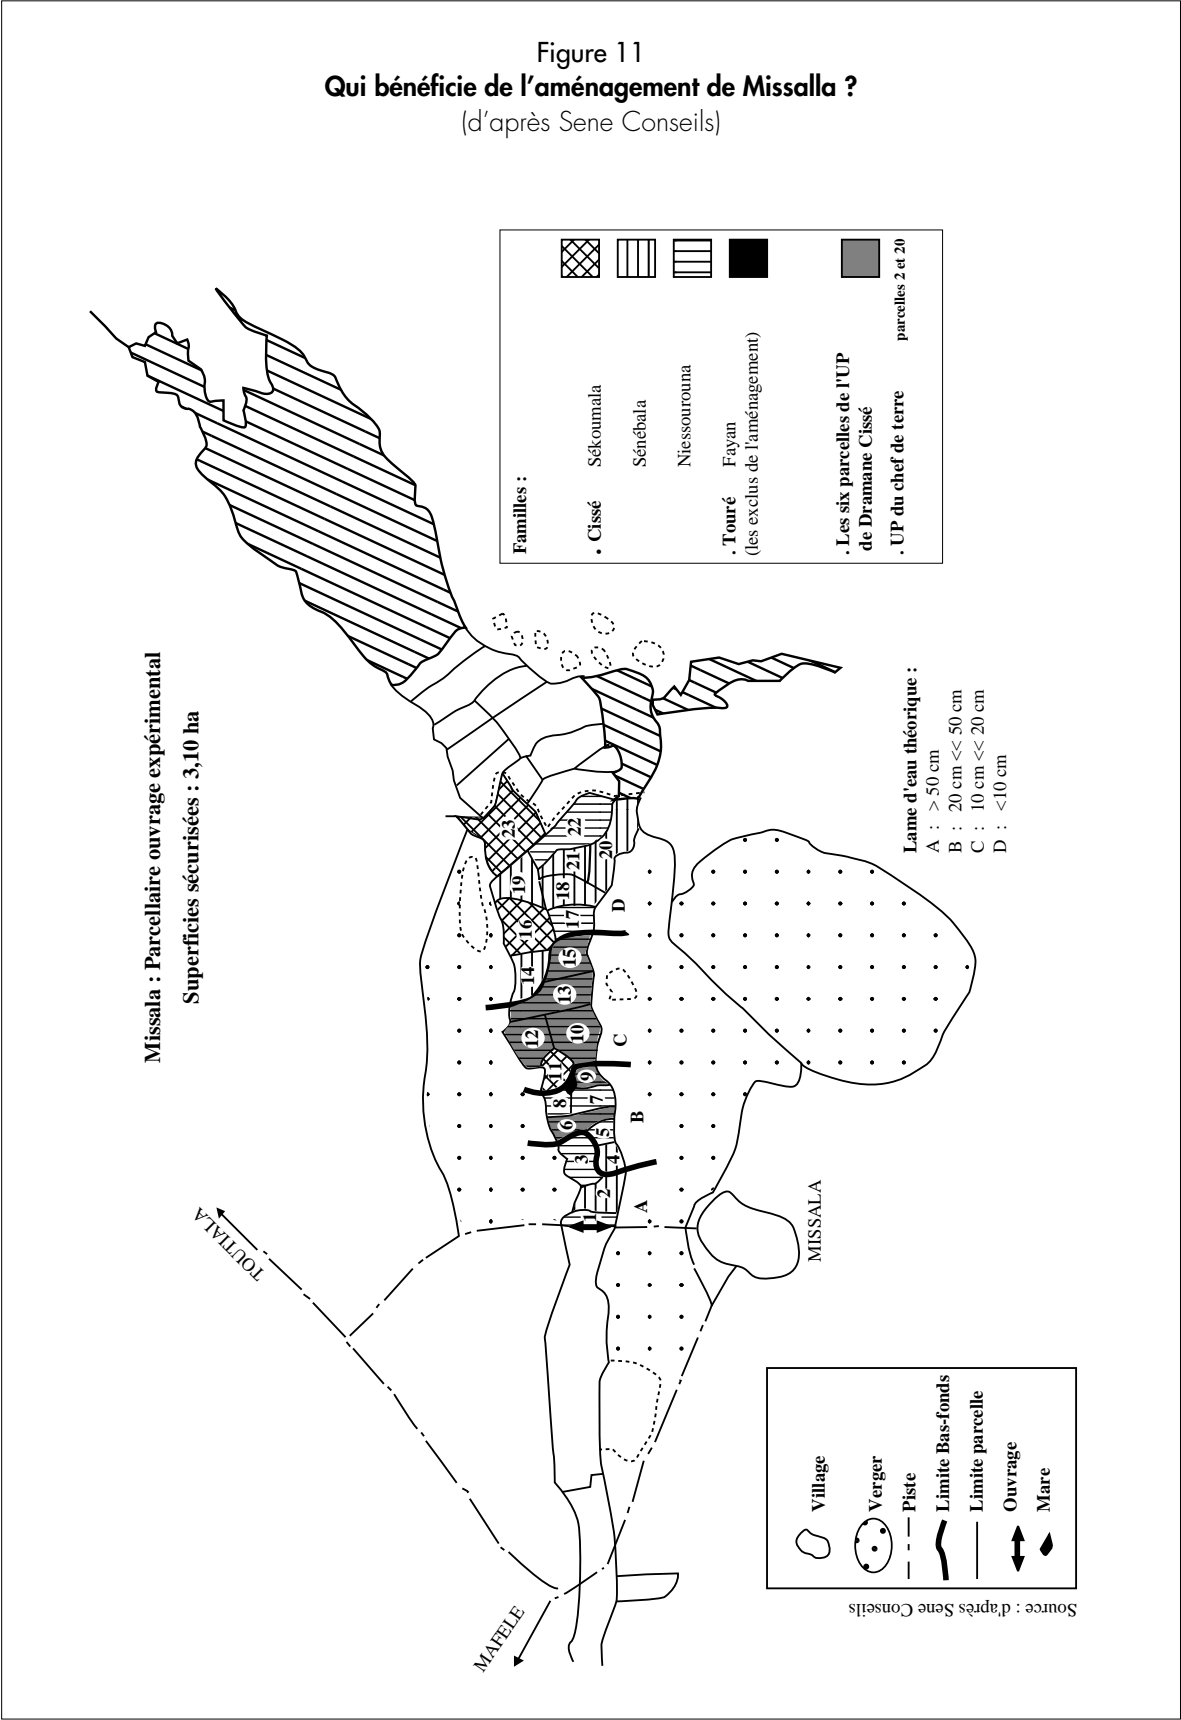 Figure 11
Qui bénéficie de l'aménagement de Missalla ?
(d'après Sene Conseils)
Missala : Parcellaire ouvrage expérimental
Superficies sécurisées : 3,10 ha
Familles :
. Cissé Sékoumala
Sénébala
Niessourouna
. Touré Fayan
(les exclus de l'aménagement)
. Les six parcelles de l'UP
de Dramane Cissé
. UP du chef de terre parcelles 2 et 20
TOUTIALA
MAFELE
MISSALA
1
2
3
4
5
6
7
8
9
10
11
12
13
14
15
16
17
18
19
20
21
22
23
A
B
C
D
Lame d'eau théorique :
A : > 50 cm
B : 20 cm << 50 cm
C : 10 cm << 20 cm
D : <10 cm
Village
Verger
Piste
Limite Bas-fonds
Limite parcelle
Ouvrage
Mare
Source : d'après Sene Conseils